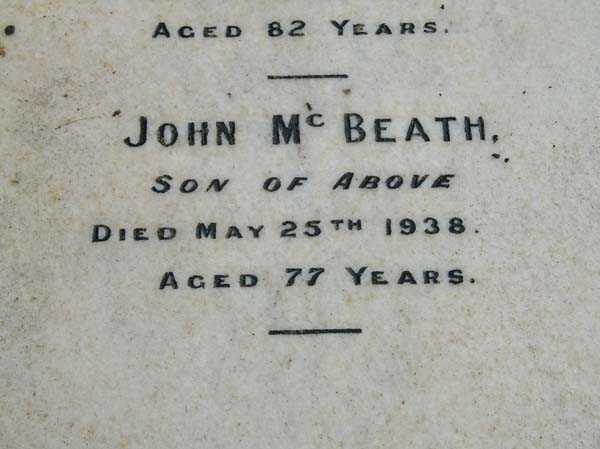 AGED 82 YEARS.
JOHN Mc BEATH,
SON OF ABOVE
DIED MAY 25TH 1938.
AGED 77 YEARS.